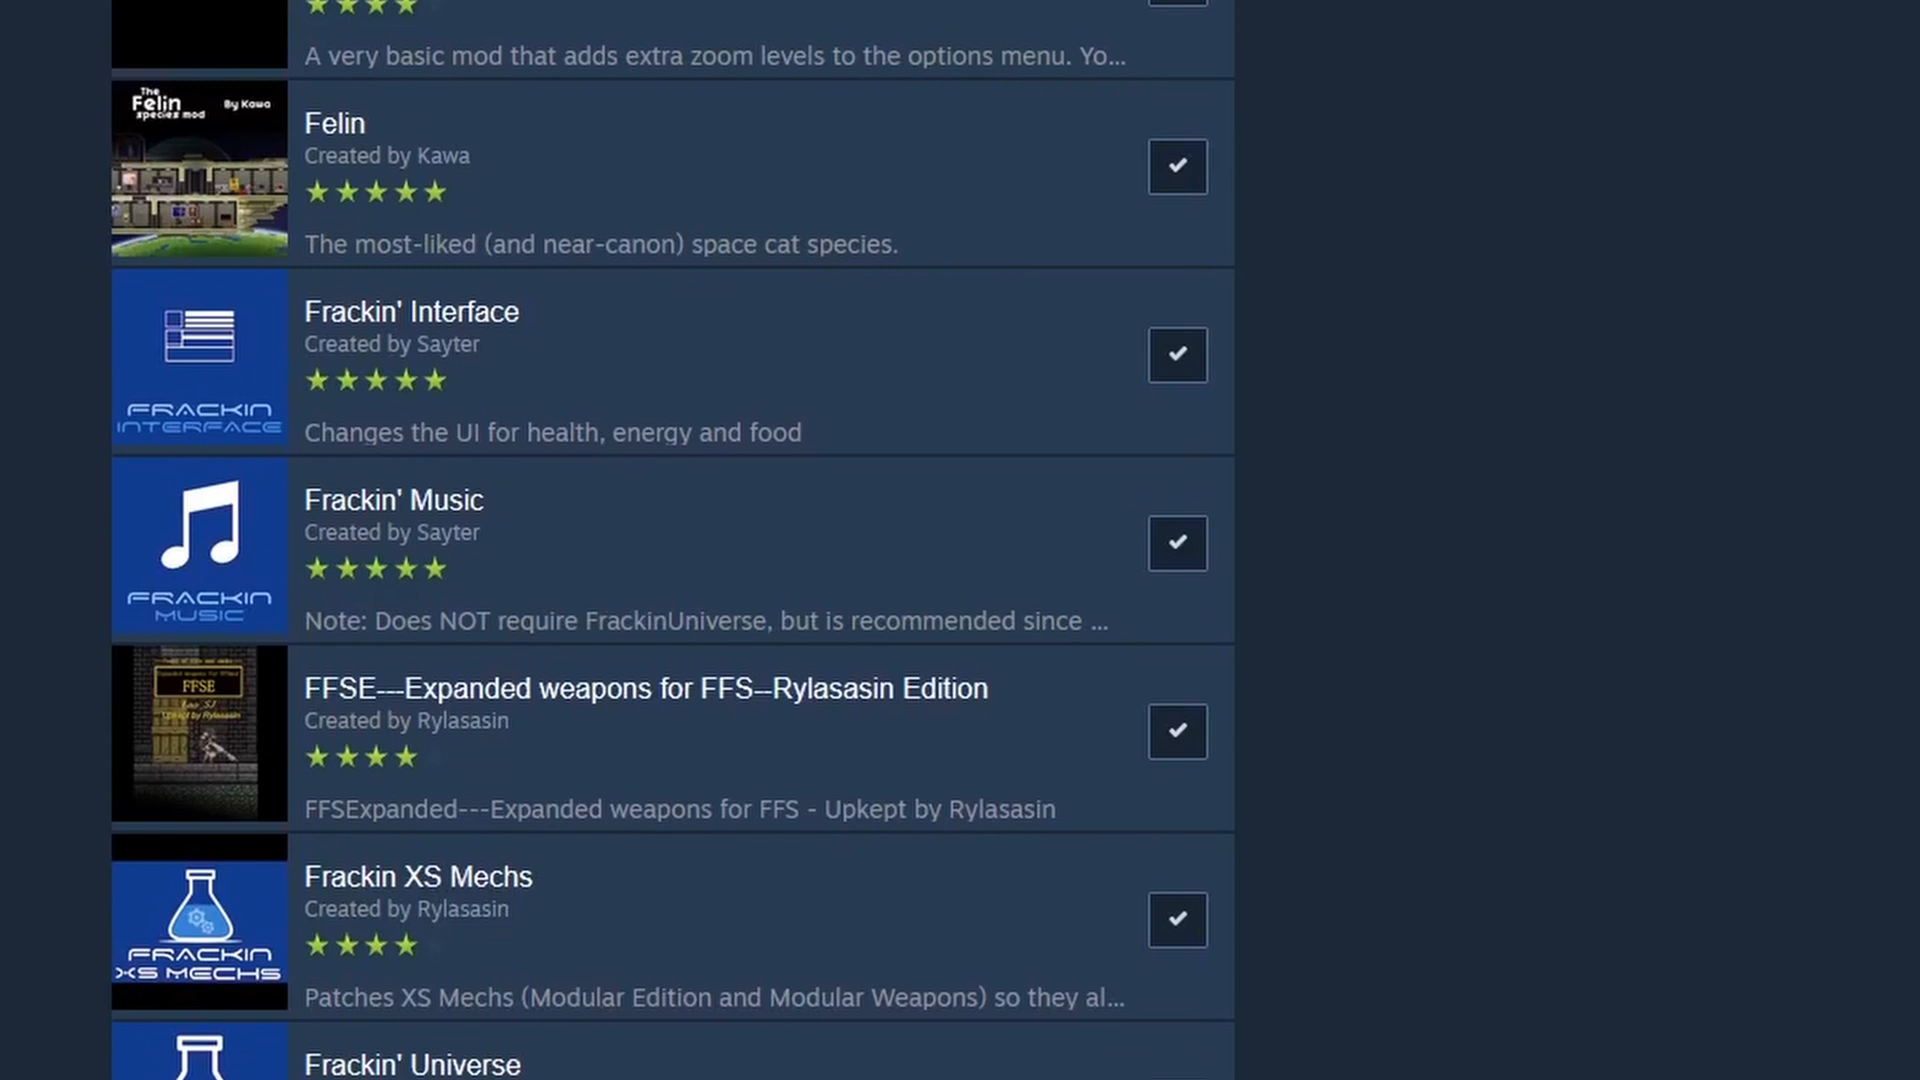 A very basic mod that adds extra zoom levels to the options menu. Yo...
The
Felin
species mod
By Kawa
Felin
Created by Kawa
The most-liked (and near-canon) space cat species.
FRACKIN
INTERFACE
Frackin' Interface
Created by Sayter
Changes the UI for health, energy and food
FRACKIN
MUSIC
Frackin' Music
Created by Sayter
Note: Does NOT require FrackinUniverse, but is recommended since ...
FFSE
Upkept by Rylasasin
FFSE---Expanded weapons for FFS--Rylasasin Edition
Created by Rylasasin
FFSExpanded---Expanded weapons for FFS - Upkept by Rylasasin
FRACKIN
XS MECHS
Frackin XS Mechs
Created by Rylasasin
Patches XS Mechs (Modular Edition and Modular Weapons) so they al...
Frackin' Universe